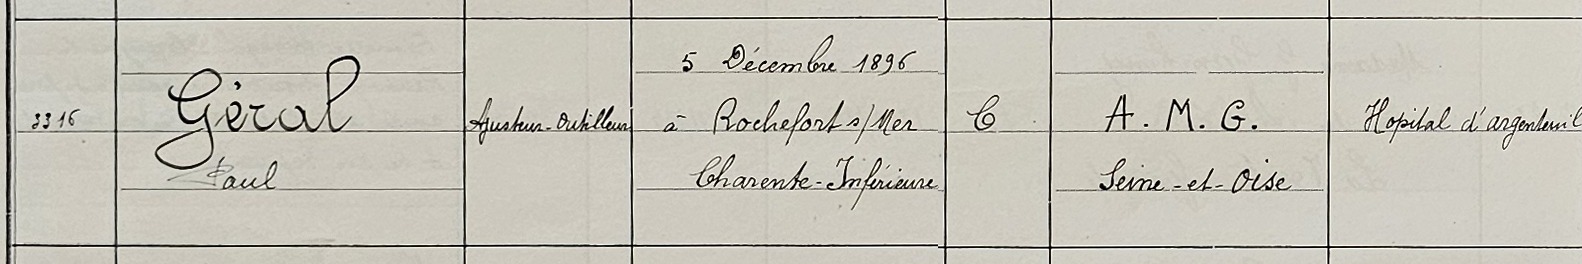 5 Décembre 1896
3316 Géral Ajusteur-Outilleur à Rochefort s/Mer C A. M. G. Hopital d'argenteuil
Paul Charente-Inférieure Seine-et-Oise